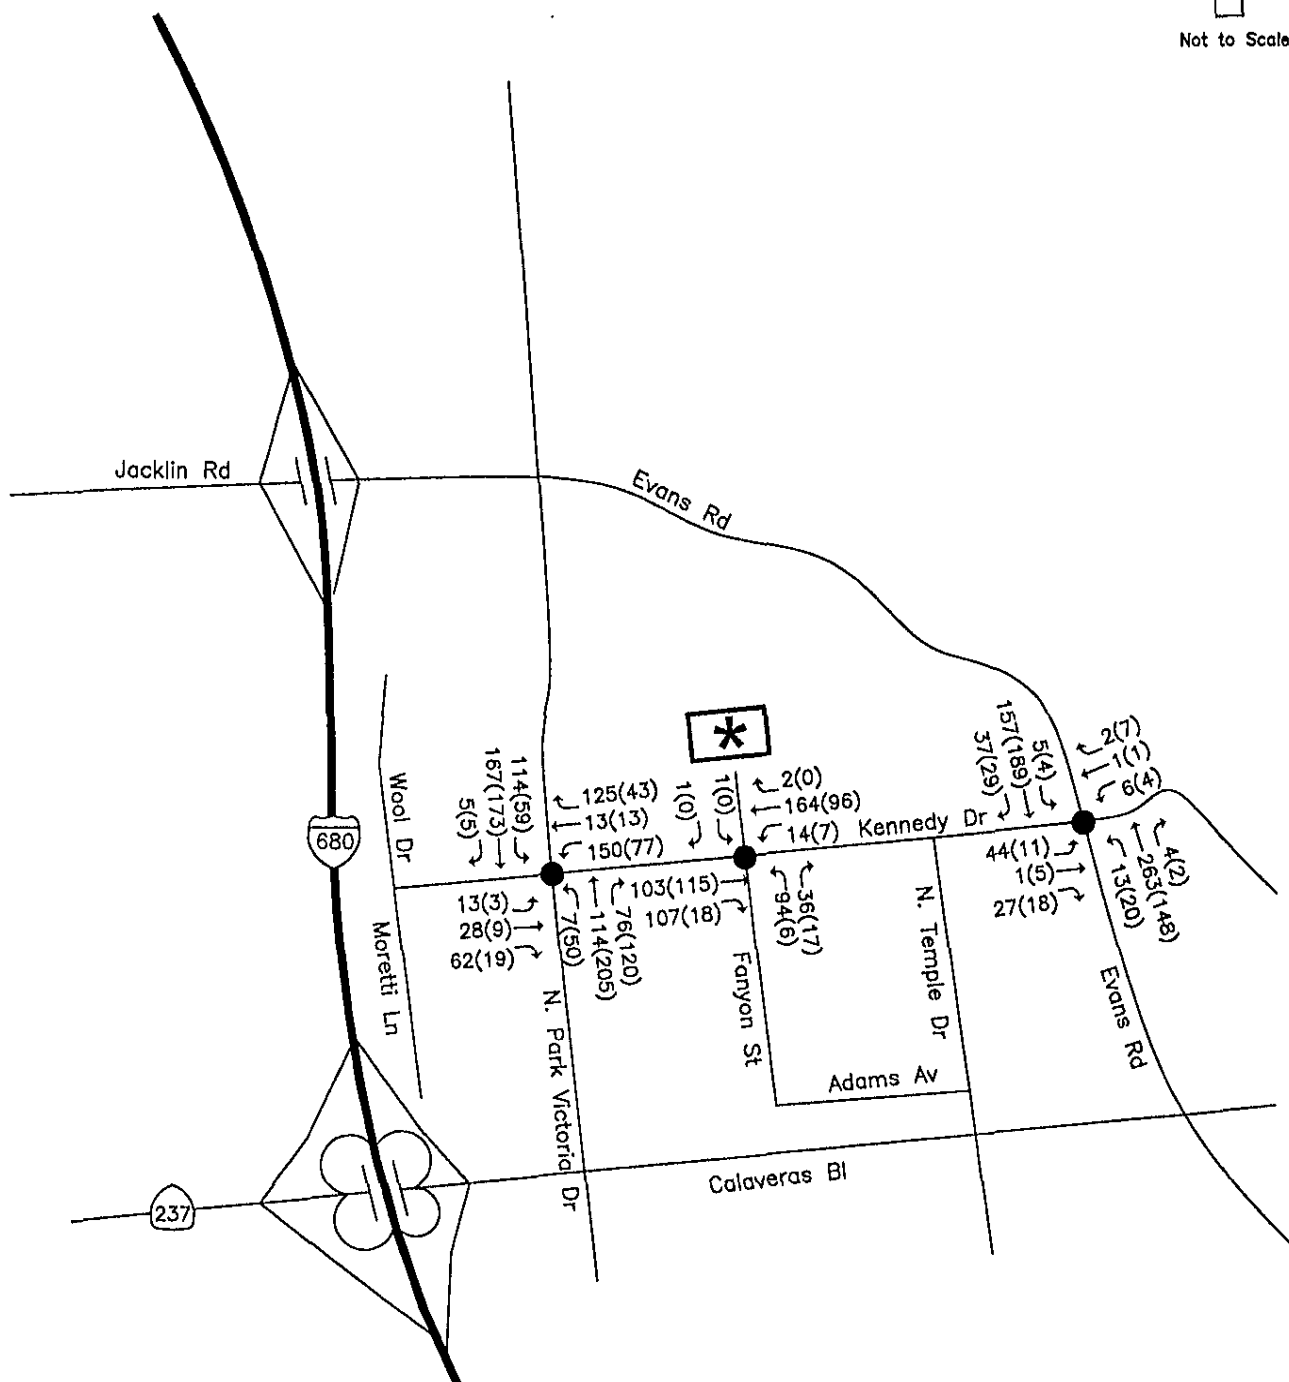 Not to Scale
Jacklin Rd
Evans Rd
680
Wool Dr
Moretti Ln
5(5)
167(173)
114(59)
125(43)
13(13)
150(77)
13(3)
28(9)
62(19)
7(50)
114(205)
76(120)
1(0)
1(0)
2(0)
164(96)
14(7)
103(115)
107(18)
94(6)
36(17)
Kennedy Dr
37(29)
157(189)
5(4)
2(7)
1(1)
6(4)
44(11)
1(5)
27(18)
13(20)
263(148)
4(2)
N. Park Victoria Dr
Fanyon St
N. Temple Dr
Evans Rd
Adams Av
Calaveras Bl
237